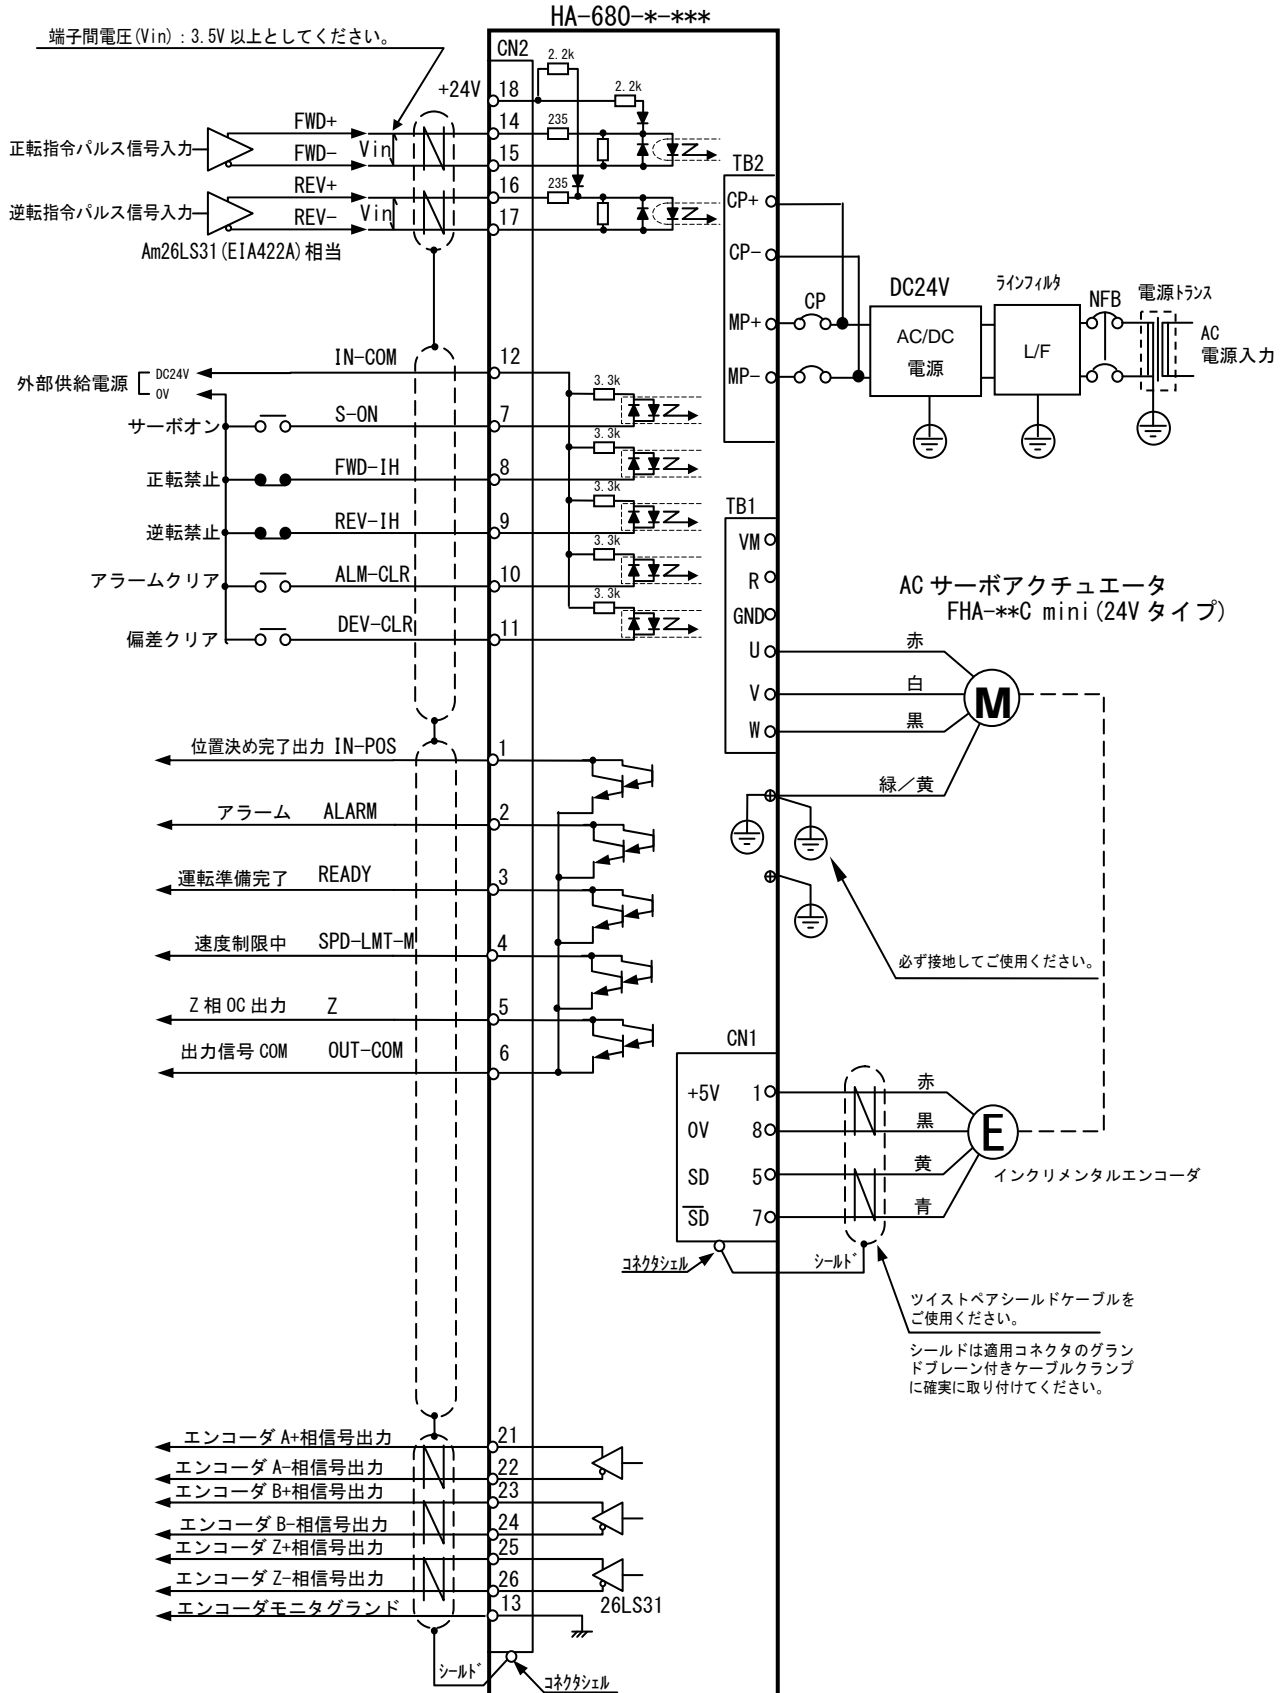 HA-680-*-***
端子間電圧(Vin)：3.5V以上としてください。
CN2
2.2k
2.2k
+24V
18
FWD+
14
235
正転指令パルス信号入力
Vin
FWD-
15
REV+
16
235
逆転指令パルス信号入力
Vin
REV-
17
Am26LS31(EIA422A)相当
TB2
CP+
CP-
MP+
MP-
CP
DC24V
AC/DC
電源
ラインフィルタ
L/F
NFB
電源トランス
AC
電源入力
IN-COM
12
外部供給電源
DC24V
0V
3.3k
サーボオン
S-ON
7
3.3k
正転禁止
FWD-IH
8
3.3k
逆転禁止
REV-IH
9
3.3k
アラームクリア
ALM-CLR
10
3.3k
偏差クリア
DEV-CLR
11
TB1
VM
R
GND
U
V
W
ACサーボアクチュエータ
FHA-**C mini(24Vタイプ)
赤
白
黒
緑／黄
M
位置決め完了出力 IN-POS
1
アラーム ALARM
2
運転準備完了 READY
3
速度制限中 SPD-LMT-M
4
Z相OC出力 Z
5
出力信号COM OUT-COM
6
必ず接地してご使用ください。
CN1
+5V 1
0V 8
SD 5
S̅D̅ 7
赤
黒
黄
青
E
インクリメンタルエンコーダ
コネクタシェル
シールド
ツイストペアシールドケーブルを
ご使用ください。
シールドは適用コネクタのグラン
ドブレーン付きケーブルクランプ
に確実に取り付けてください。
エンコーダA+相信号出力
21
エンコーダA-相信号出力
22
エンコーダB+相信号出力
23
エンコーダB-相信号出力
24
エンコーダZ+相信号出力
25
エンコーダZ-相信号出力
26
エンコーダモニタグランド
13
26LS31
シールド
コネクタシェル